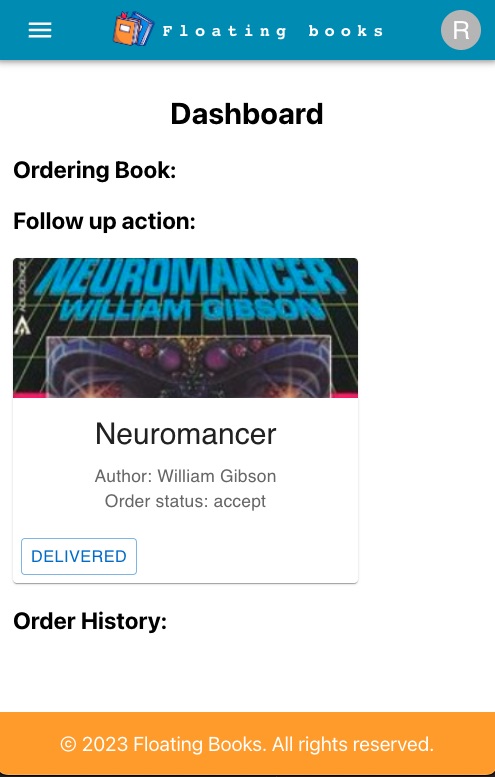 Floating books
R
Dashboard
Ordering Book:
Follow up action:
NEUROMANCER
WILLIAM GIBSON
Neuromancer
Author: William Gibson
Order status: accept
DELIVERED
Order History:
© 2023 Floating Books. All rights reserved.